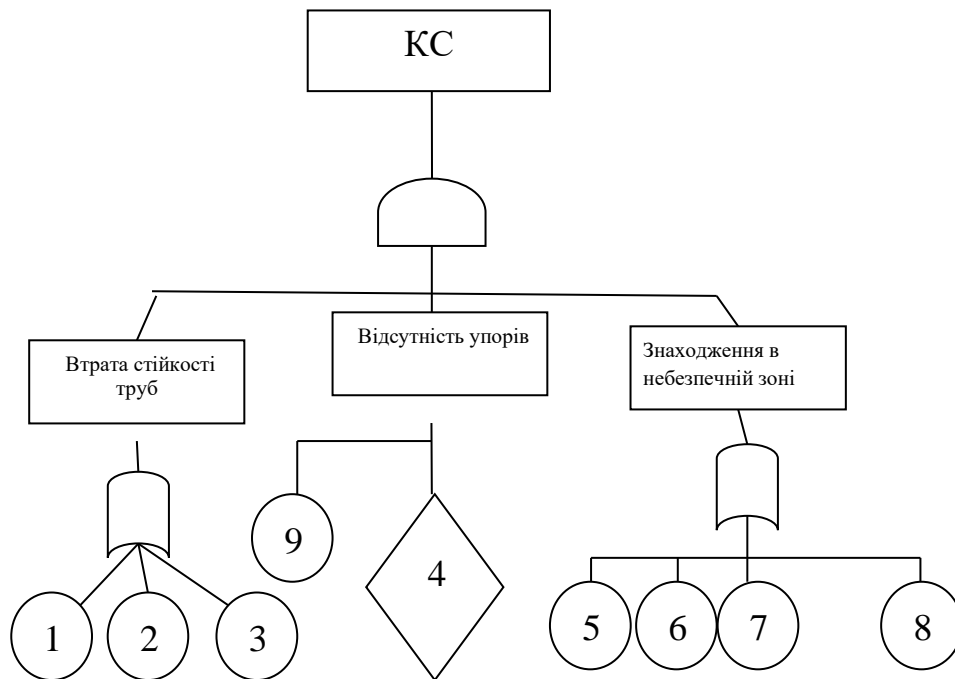 КС
Втрата стійкості
труб
Відсутність упорів
Знаходження в
небезпечній зоні
9
4
1
2
3
5
6
7
8